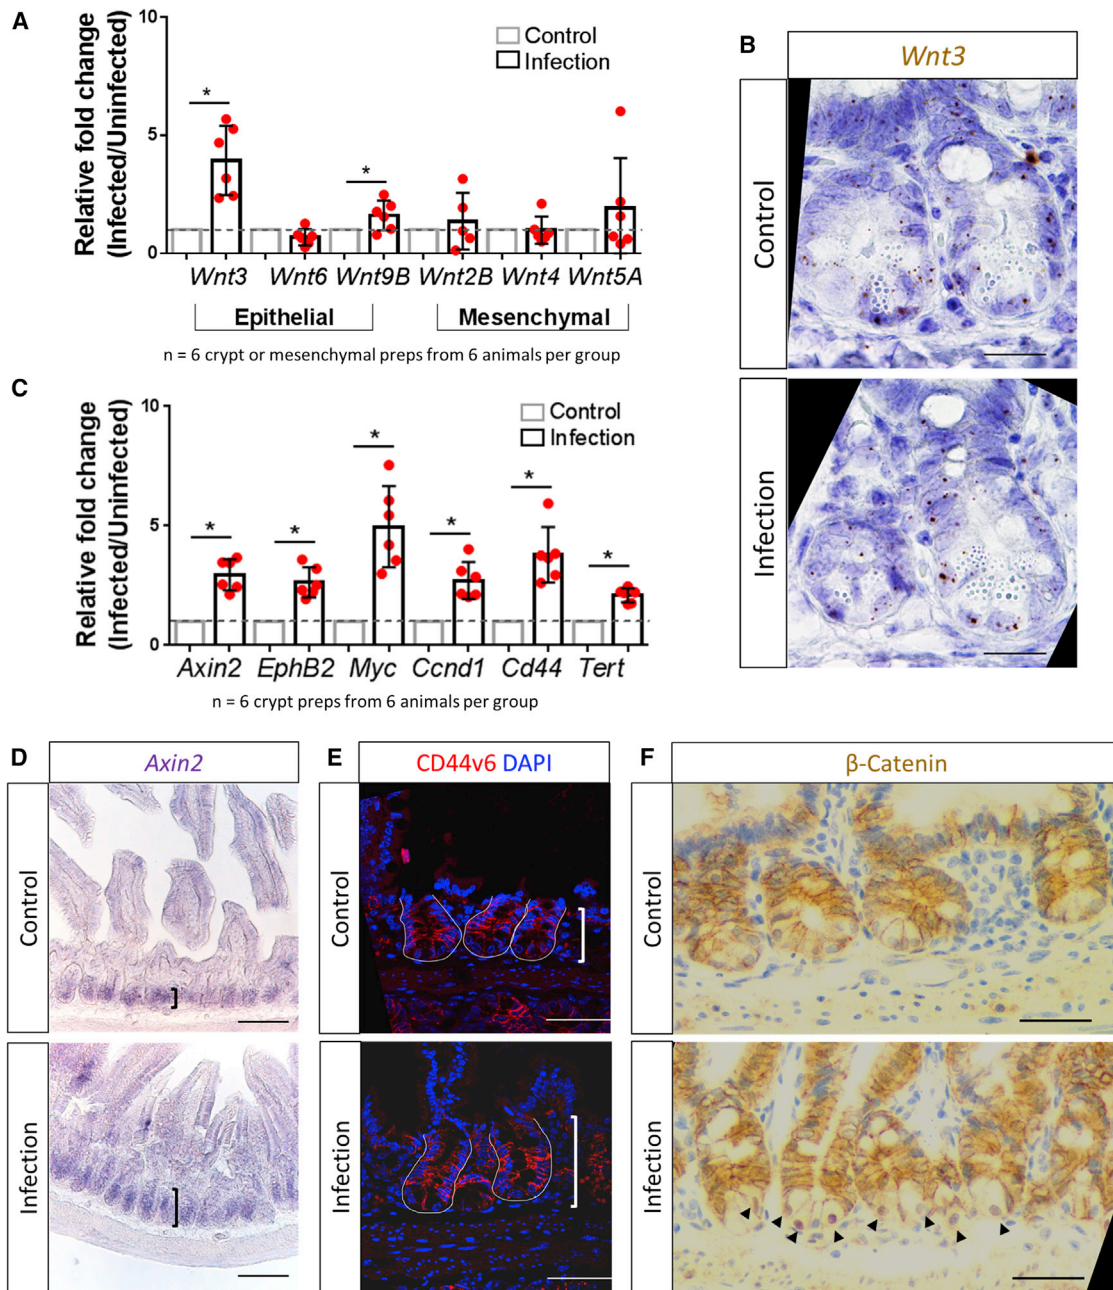 A
Relative fold change
(Infected/Uninfected)
10
5
0
Control
Infection
*
*
Wnt3 Wnt6 Wnt9B Wnt2B Wnt4 Wnt5A
Epithelial Mesenchymal
n = 6 crypt or mesenchymal preps from 6 animals per group
B
Wnt3
Control
Infection
C
Relative fold change
(Infected/Uninfected)
10
5
0
Control
Infection
*
*
*
*
*
*
Axin2 EphB2 Myc Ccnd1 Cd44 Tert
n = 6 crypt preps from 6 animals per group
D
Axin2
Control
Infection
E
CD44v6 DAPI
Control
Infection
F
β-Catenin
Control
Infection